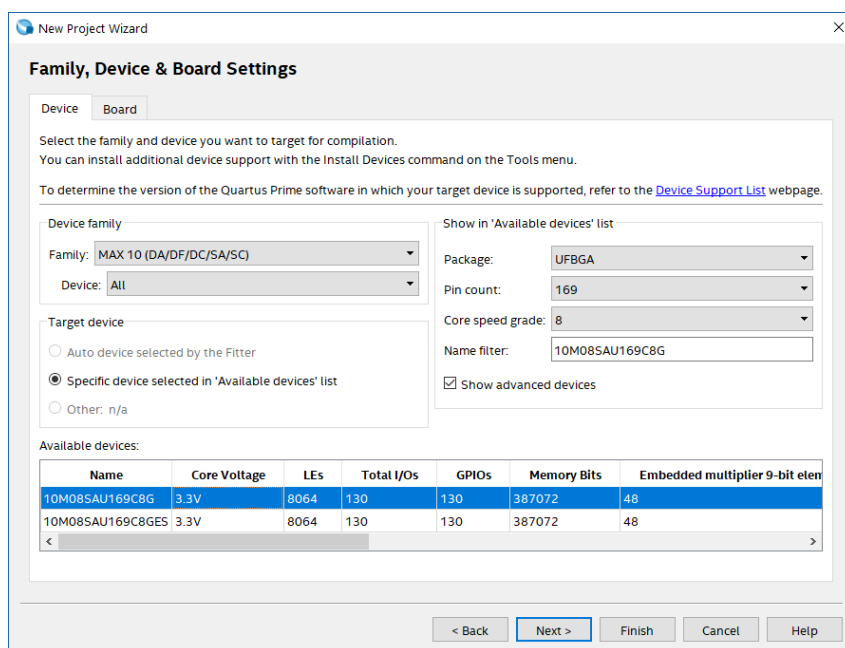 New Project Wizard
Family, Device & Board Settings
Device Board
Select the family and device you want to target for compilation.
You can install additional device support with the Install Devices command on the Tools menu.
To determine the version of the Quartus Prime software in which your target device is supported, refer to the Device Support List webpage.
Device family
Family: MAX 10 (DA/DF/DC/SA/SC)
Device: All
Target device
Auto device selected by the Fitter
Specific device selected in 'Available devices' list
Other: n/a
Show in 'Available devices' list
Package: UFBGA
Pin count: 169
Core speed grade: 8
Name filter: 10M08SAU169C8G
Show advanced devices
Available devices:
Name Core Voltage LEs Total I/Os GPIOs Memory Bits Embedded multiplier 9-bit elem
10M08SAU169C8G 3.3V 8064 130 130 387072 48
10M08SAU169C8GES 3.3V 8064 130 130 387072 48
< Back Next > Finish Cancel Help